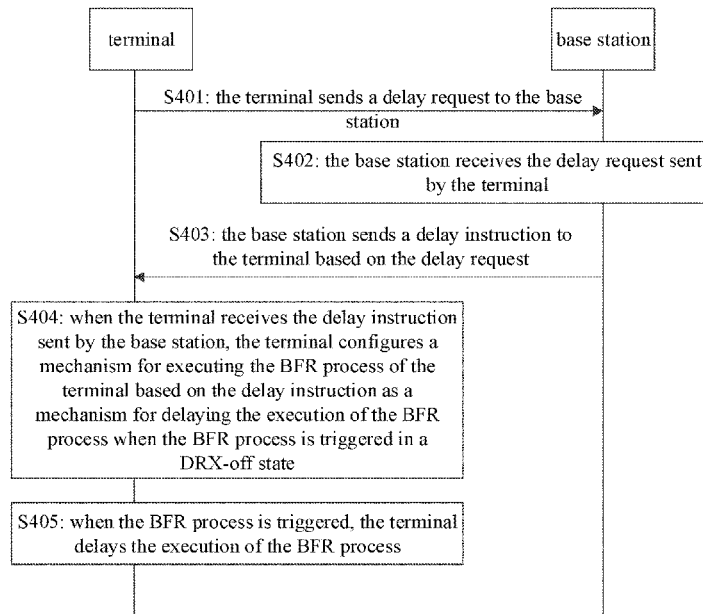 terminal
base station
S401: the terminal sends a delay request to the base
station
S402: the base station receives the delay request sent
by the terminal
S403: the base station sends a delay instruction to
the terminal based on the delay request
S404: when the terminal receives the delay instruction
sent by the base station, the terminal configures a
mechanism for executing the BFR process of the
terminal based on the delay instruction as a
mechanism for delaying the execution of the BFR
process when the BFR process is triggered in a
DRX-off state
S405: when the BFR process is triggered, the terminal
delays the execution of the BFR process